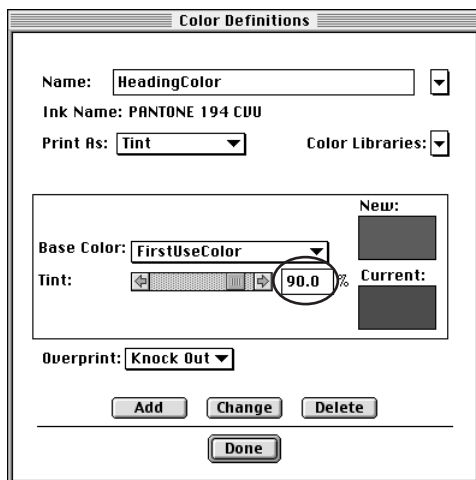 Color Definitions
Name: HeadingColor
Ink Name: PANTONE 194 CVU
Print As: Tint Color Libraries:
New:
Base Color: FirstUseColor
Tint: 90.0 % Current:
Overprint: Knock Out
Add Change Delete
Done